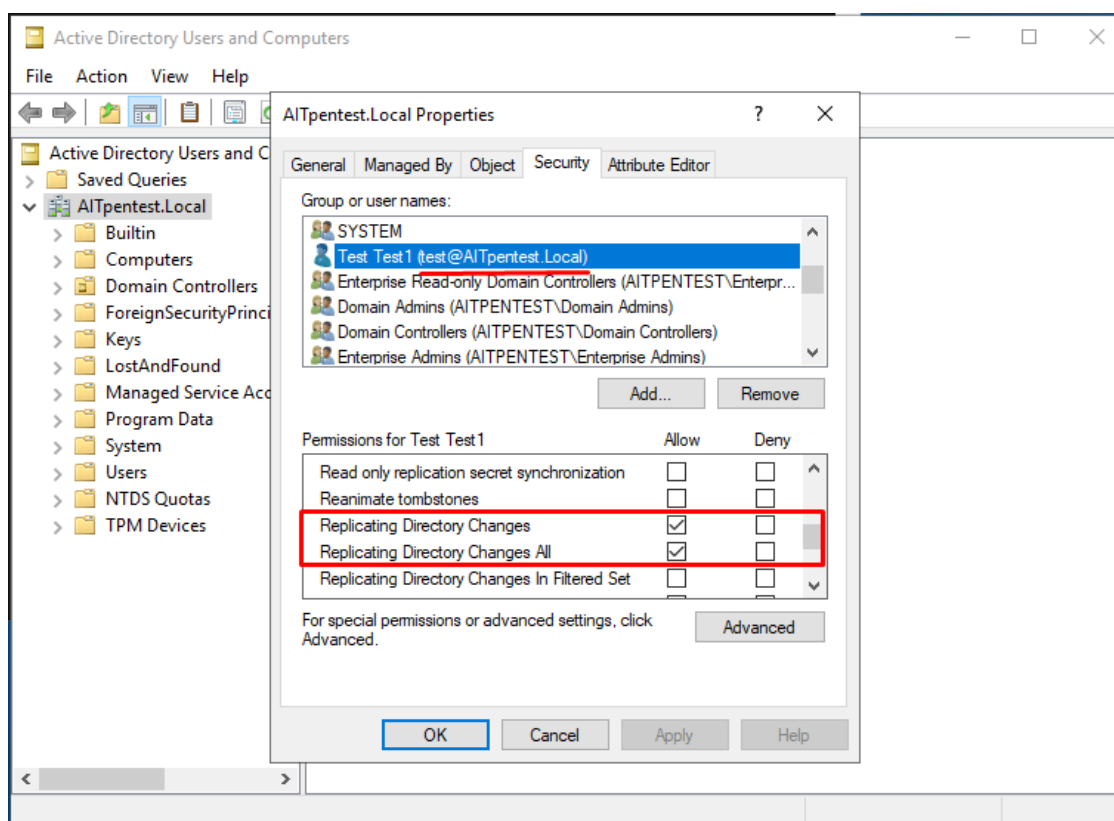 Active Directory Users and Computers
File Action View Help
AITpentest.Local Properties
General Managed By Object Security Attribute Editor
Active Directory Users and C
Saved Queries
AITpentest.Local
Builtin
Computers
Domain Controllers
ForeignSecurityPrinci
Keys
LostAndFound
Managed Service Acc
Program Data
System
Users
NTDS Quotas
TPM Devices
Group or user names:
SYSTEM
Test Test1 (test@AITpentest.Local)
Enterprise Read-only Domain Controllers (AITPENTEST\Enterpr...
Domain Admins (AITPENTEST\Domain Admins)
Domain Controllers (AITPENTEST\Domain Controllers)
Enterprise Admins (AITPENTEST\Enterprise Admins)
Add... Remove
Permissions for Test Test1 Allow Deny
Read only replication secret synchronization
Reanimate tombstones
Replicating Directory Changes
Replicating Directory Changes All
Replicating Directory Changes In Filtered Set
For special permissions or advanced settings, click
Advanced.
Advanced
OK Cancel Apply Help